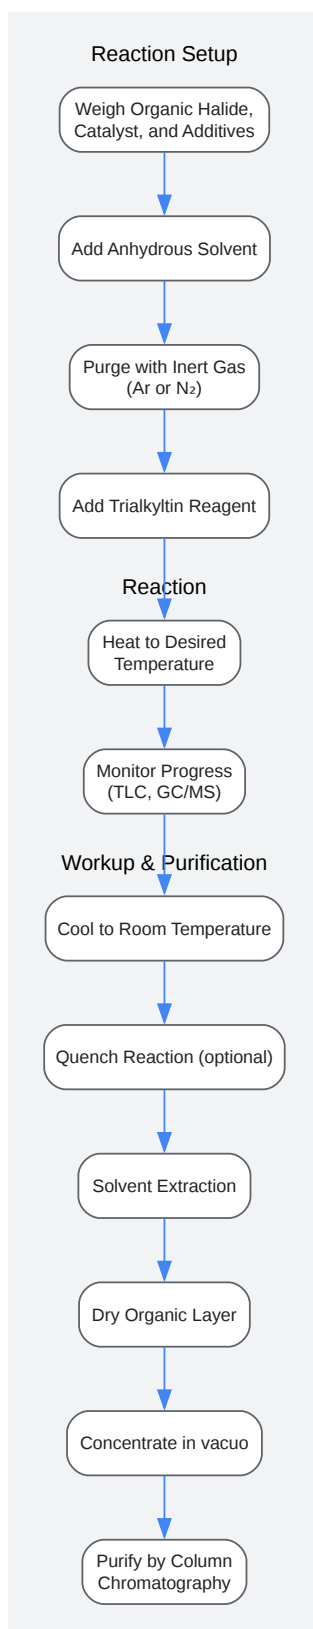 Reaction Setup
Weigh Organic Halide,
Catalyst, and Additives
Add Anhydrous Solvent
Purge with Inert Gas
(Ar or N₂)
Add Trialkyltin Reagent
Reaction
Heat to Desired
Temperature
Monitor Progress
(TLC, GC/MS)
Workup & Purification
Cool to Room Temperature
Quench Reaction (optional)
Solvent Extraction
Dry Organic Layer
Concentrate in vacuo
Purify by Column
Chromatography